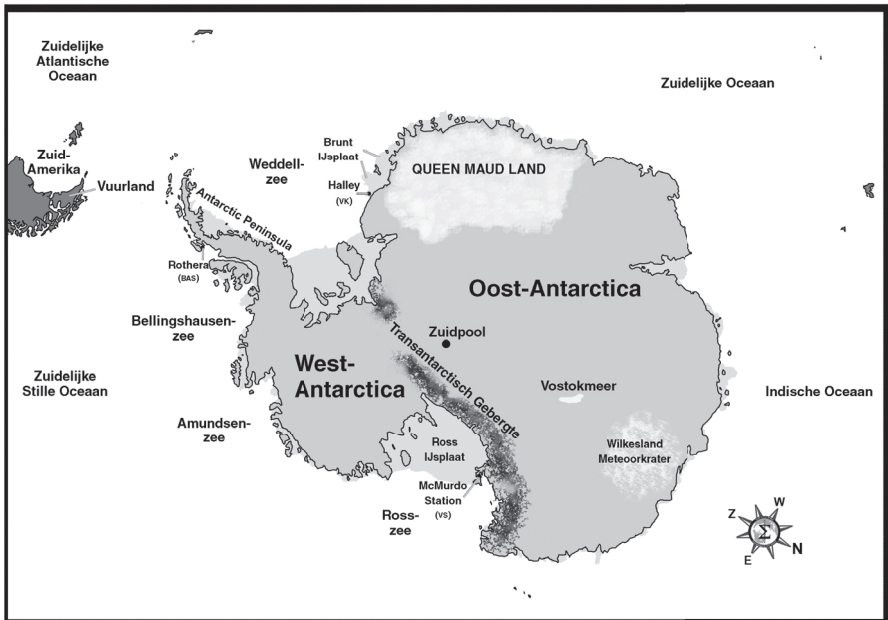 Zuidelijke
Atlantische
Oceaan
Zuidelijke Oceaan
Zuid-
Amerika
Vuurland
Weddell-
zee
Brunt
IJsplaat
Halley
(VK)
QUEEN MAUD LAND
Antarctic Peninsula
Rothera
(BAS)
Oost-Antarctica
Bellingshausen-
zee
Zuidpool
Transantarctisch Gebergte
West-
Antarctica
Zuidelijke
Stille Oceaan
Vostokmeer
Indische Oceaan
Amundsen-
zee
Ross
IJsplaat
Wilkesland
Meteoorkrater
McMurdo
Station
(VS)
Ross-
zee
Z
W
Σ
E
N